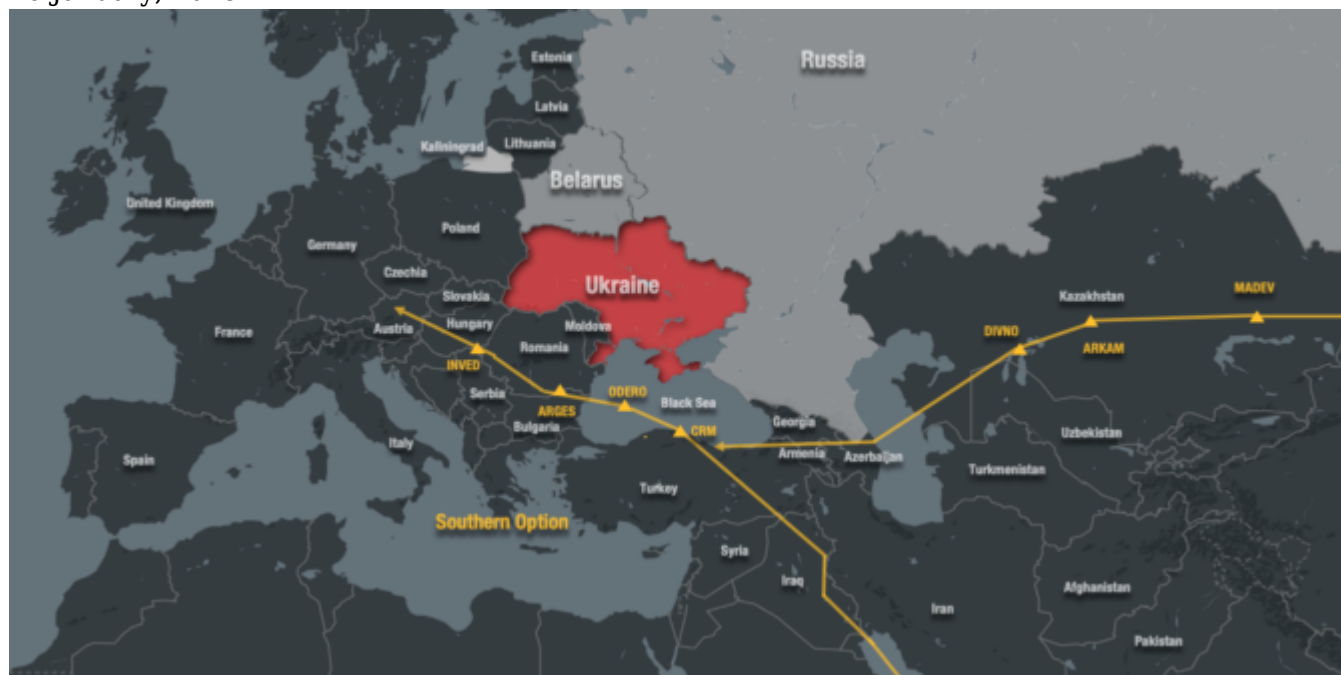 Estonia
Russia
Latvia
Kaliningrad
Lithuania
Belarus
United Kingdom
Poland
Germany
Czechia
Ukraine
Slovakia
Kazakhstan
MADEV
France
Austria
Hungary
Moldova
DIVNO
Romania
ARKAM
INVED
Serbia
ODERO
Black Sea
ARGES
Bulgaria
CRM
Georgia
Uzbekistan
Italy
Armenia
Azerbaijan
Spain
Turkmenistan
Turkey
Southern Option
Syria
Iraq
Afghanistan
Iran
Pakistan